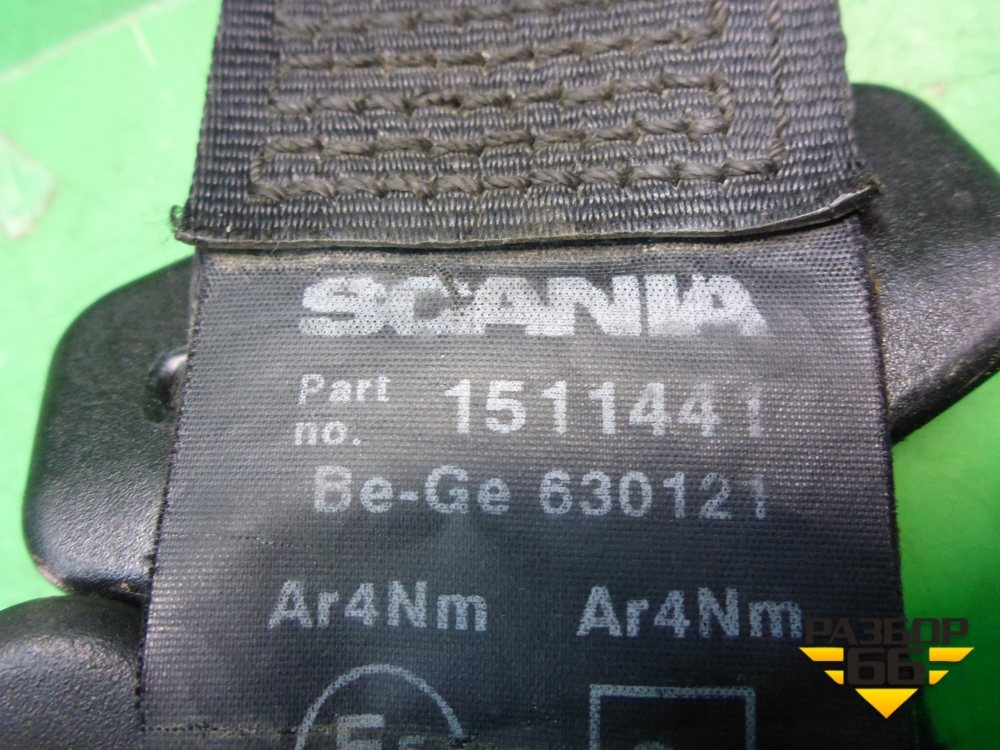 SCANIA
Part no. 1511441
Be-Ge 630121
Ar4Nm Ar4Nm
РАЗБОР
66